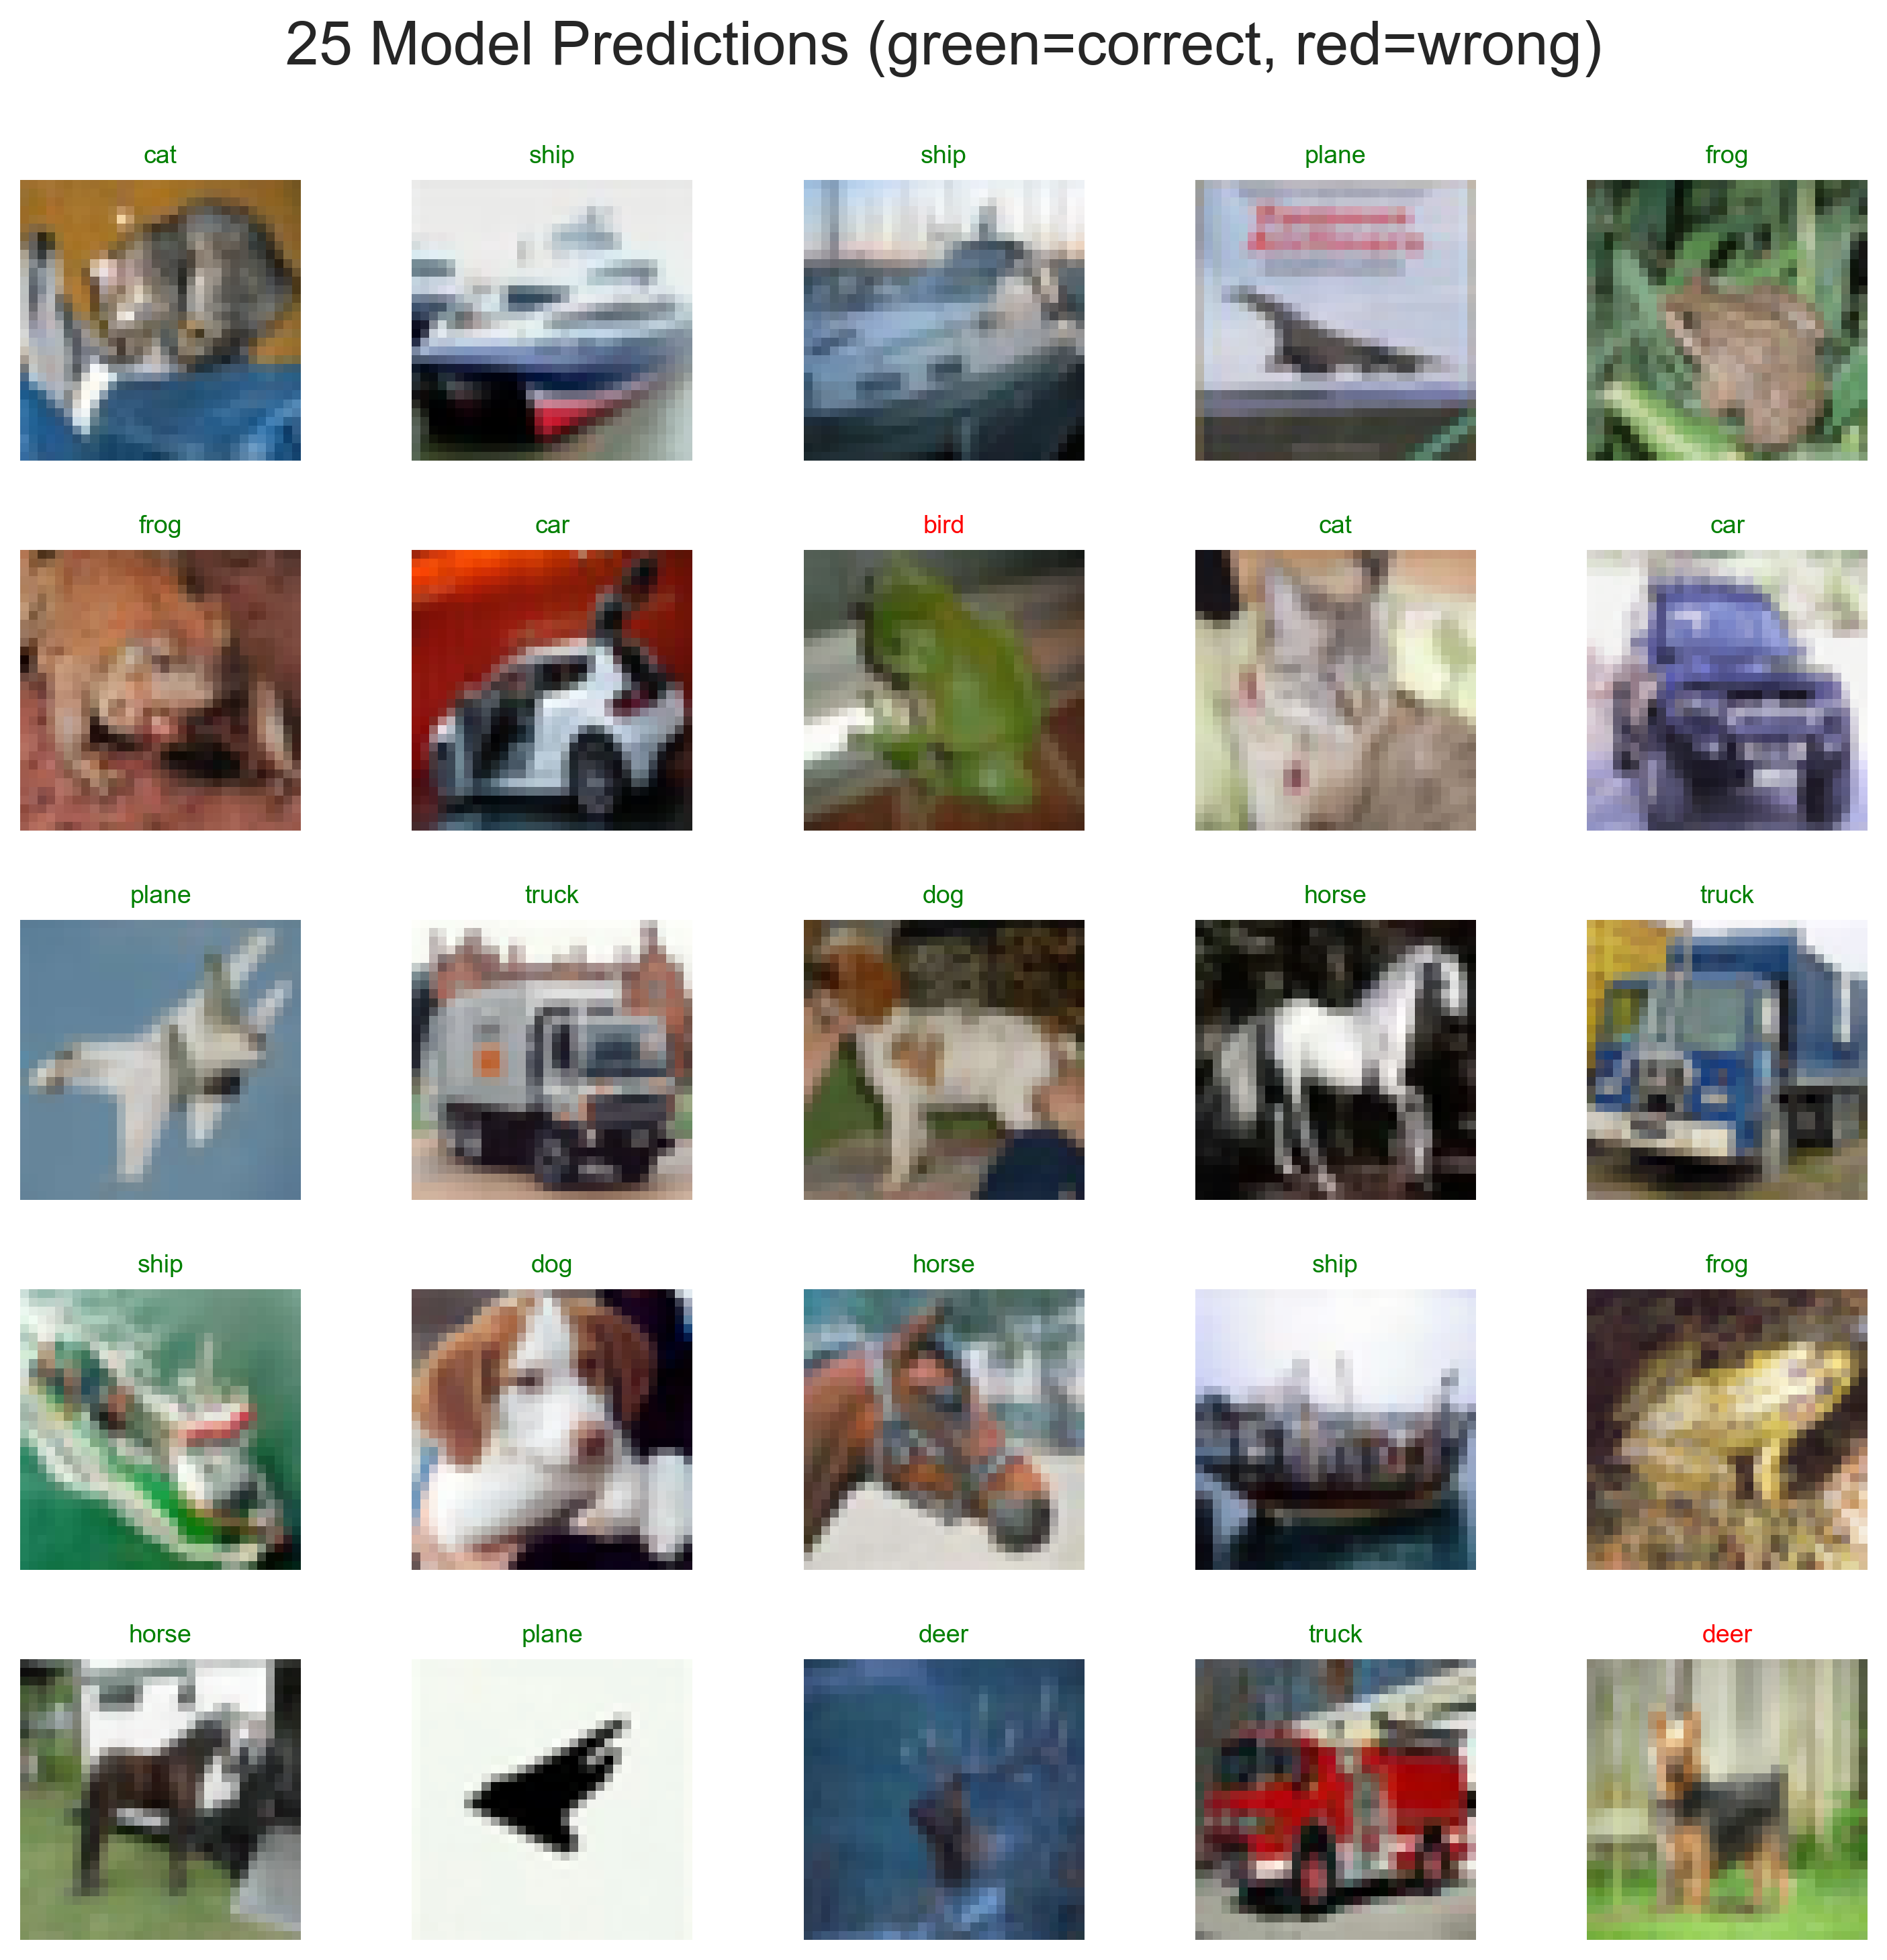 25 Model Predictions (green=correct, red=wrong)
cat
ship
ship
plane
frog
frog
car
bird
cat
car
plane
truck
dog
horse
truck
ship
dog
horse
ship
frog
horse
plane
deer
truck
deer